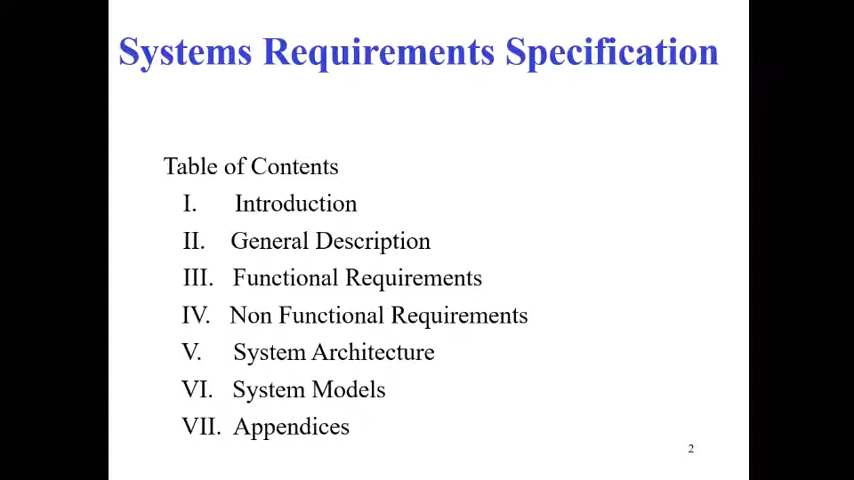 Systems Requirements Specification
Table of Contents
I. Introduction
II. General Description
III. Functional Requirements
IV. Non Functional Requirements
V. System Architecture
VI. System Models
VII. Appendices
2